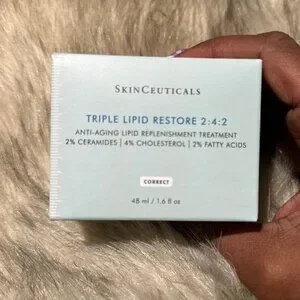 SKINCEUTICALS
TRIPLE LIPID RESTORE 2:4:2
ANTI-AGING LIPID REPLENISHMENT TREATMENT
2% CERAMIDES | 4% CHOLESTEROL | 2% FATTY ACIDS
CORRECT
48 ml / 1.6 fl oz